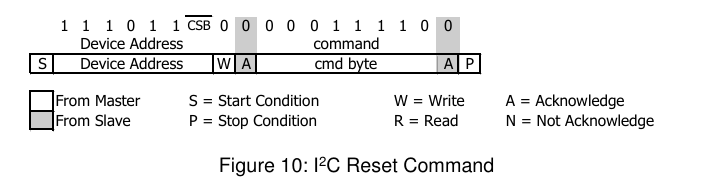 1 1 1 0 1 1 CSB 0 0 0 0 0 1 1 1 1 0 0
Device Address command
S Device Address W A cmd byte A P
From Master S = Start Condition W = Write A = Acknowledge
From Slave P = Stop Condition R = Read N = Not Acknowledge
Figure 10: I²C Reset Command